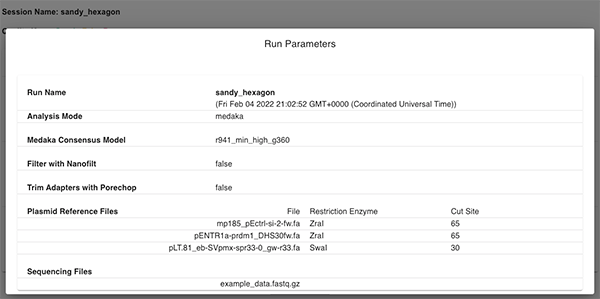 Session Name: sandy_hexagon
Run Parameters
Run Name sandy_hexagon
(Fri Feb 04 2022 21:02:52 GMT+0000 (Coordinated Universal Time))
Analysis Mode medaka
Medaka Consensus Model r941_min_high_g360
Filter with Nanofilt false
Trim Adapters with Porechop false
Plasmid Reference Files File Restriction Enzyme Cut Site
mp185_pEctrl-si-2-fw.fa ZraI 65
pENTR1a-prdm1_DHS30fw.fa ZraI 65
pLT.81_eb-SVpmx-spr33-0_gw-r33.fa SwaI 30
Sequencing Files
example_data.fastq.gz